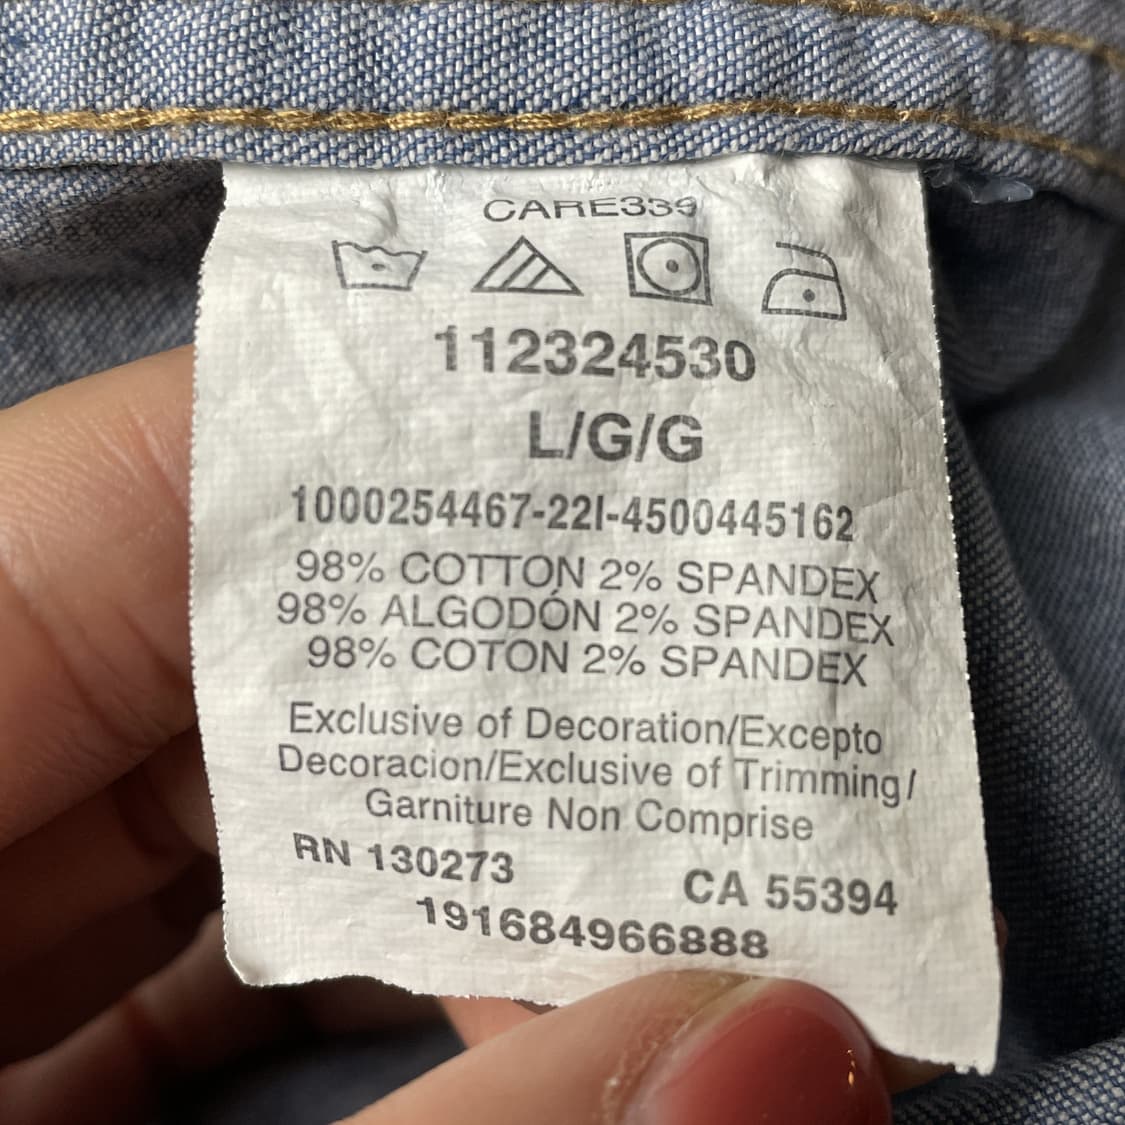 CARE339
112324530
L/G/G
1000254467-22I-4500445162
98% COTTON 2% SPANDEX
98% ALGODÓN 2% SPANDEX
98% COTON 2% SPANDEX
Exclusive of Decoration/Excepto
Decoracion/Exclusive of Trimming/
Garniture Non Comprise
RN 130273
CA 55394
191684966888